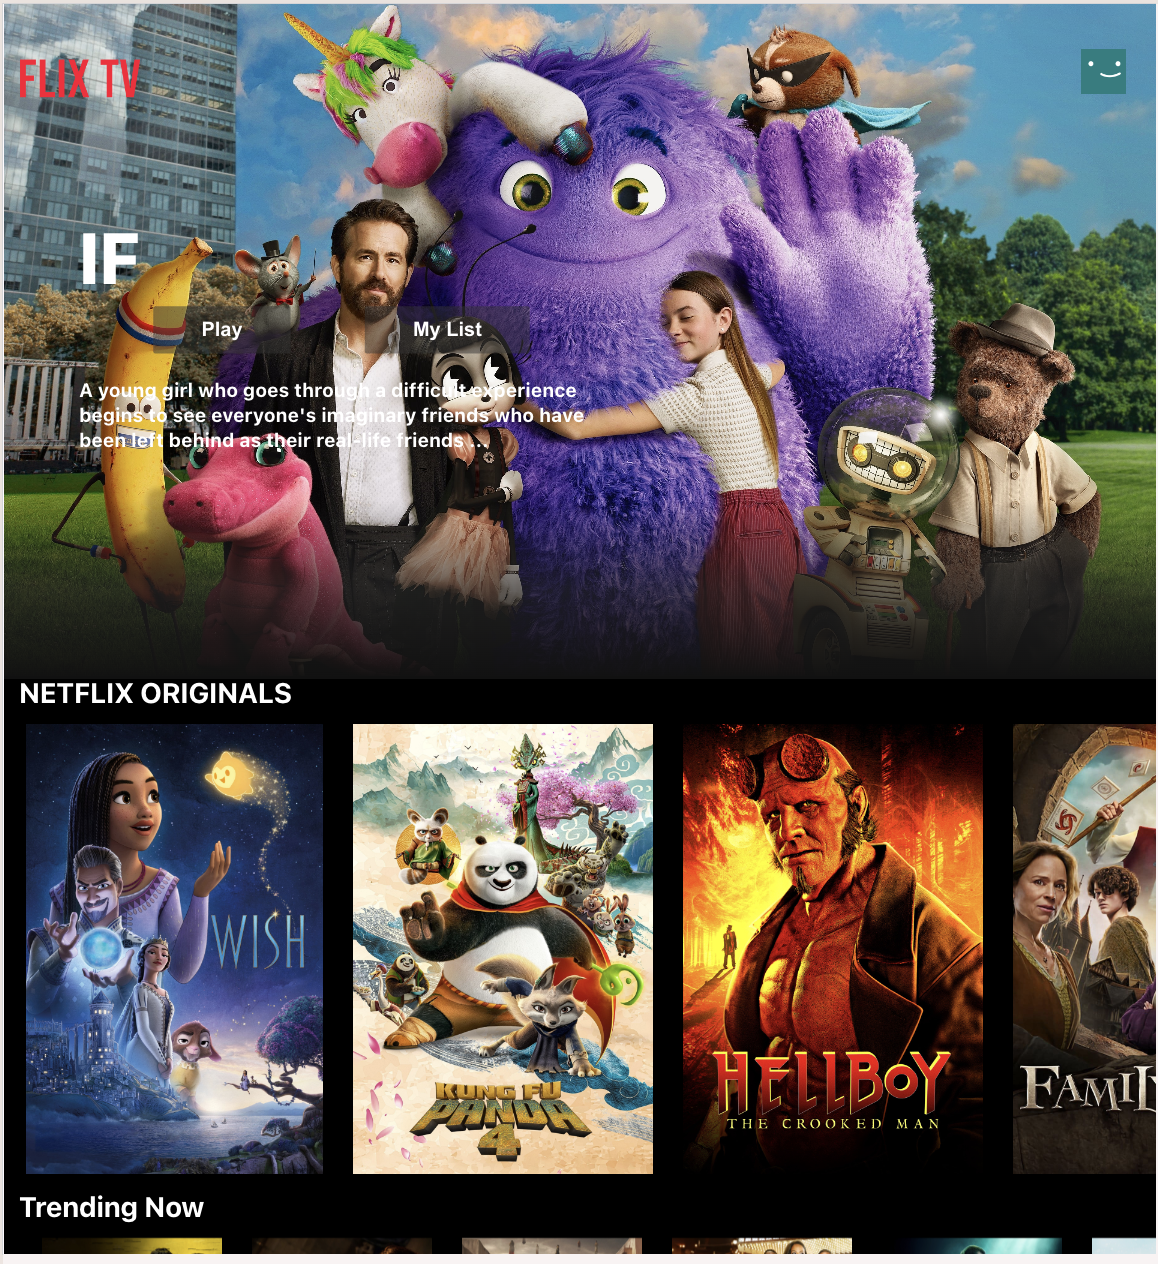 FLIX TV
IF
Play
My List
A young girl who goes through a difficult experience
begins to see everyone's imaginary friends who have
been left behind as their real-life friends ...
NETFLIX ORIGINALS
WISH
KUNG FU
PANDA
4
HELLBOY
THE CROOKED MAN
Trending Now